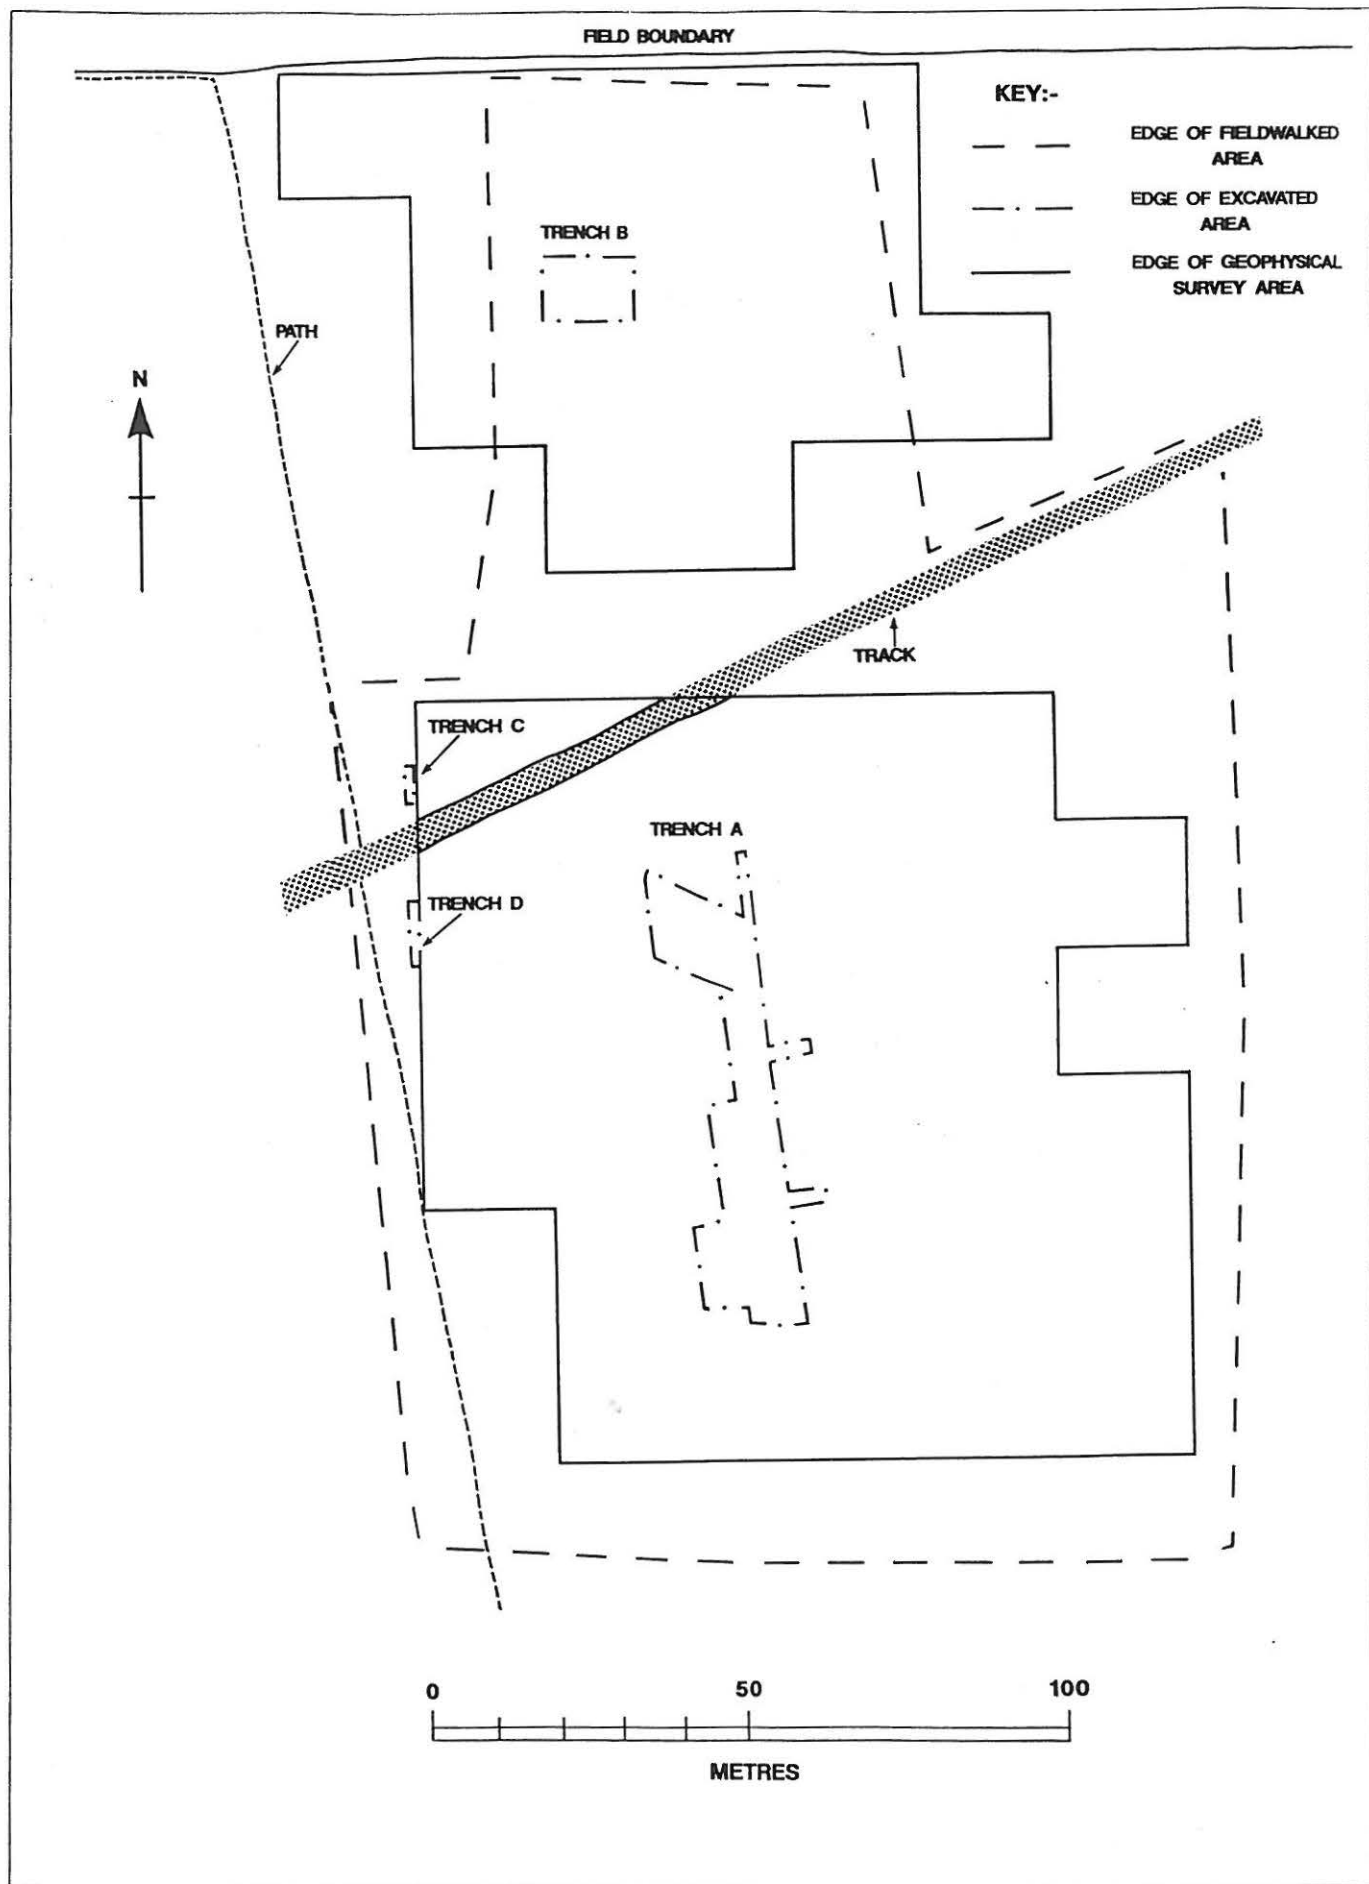 FIELD BOUNDARY
KEY:-
EDGE OF FIELDWALKED
AREA
EDGE OF EXCAVATED
AREA
EDGE OF GEOPHYSICAL
SURVEY AREA
TRENCH B
PATH
N
TRACK
TRENCH C
TRENCH A
TRENCH D
0 50 100
METRES